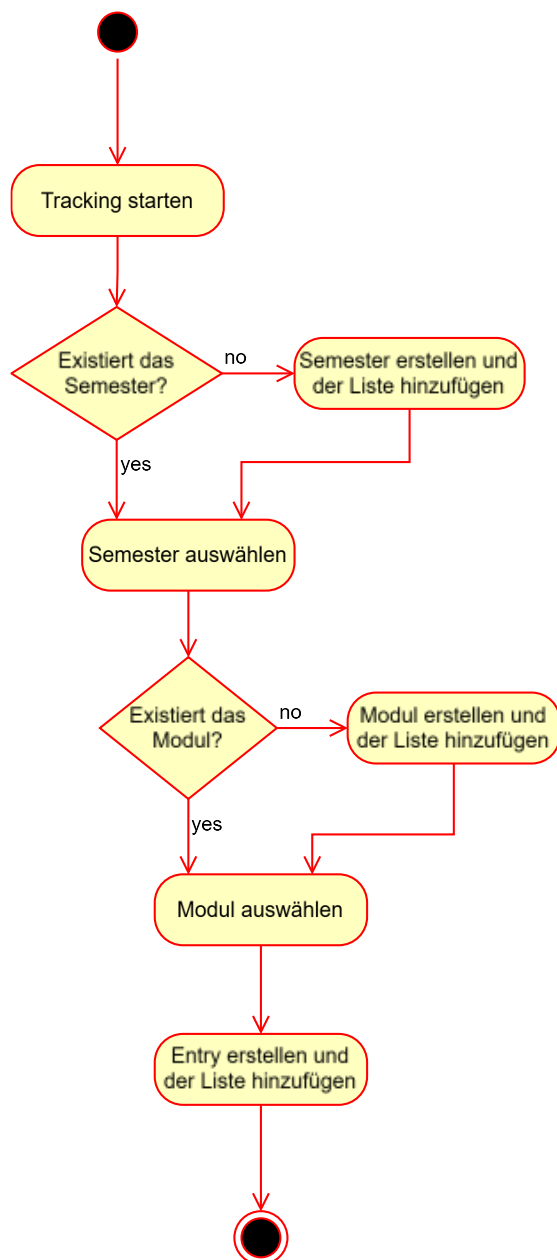 Tracking starten
Existiert das
Semester?
no
Semester erstellen und
der Liste hinzufügen
yes
Semester auswählen
Existiert das
Modul?
no
Modul erstellen und
der Liste hinzufügen
yes
Modul auswählen
Entry erstellen und
der Liste hinzufügen